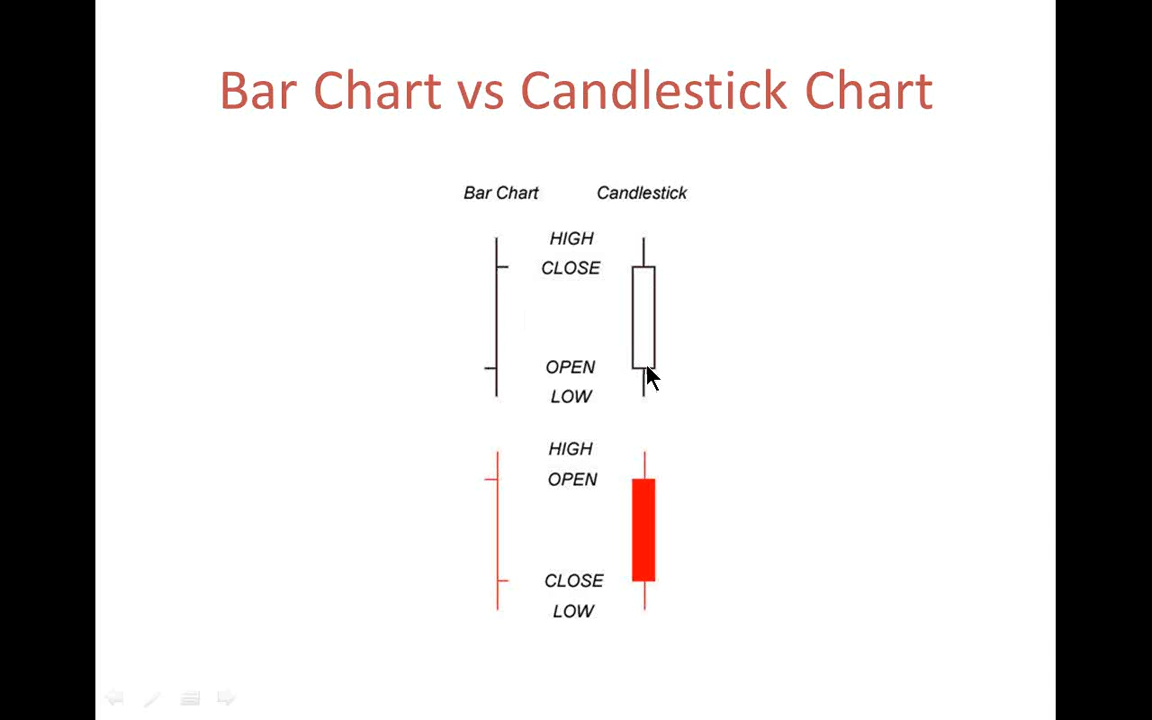 Bar Chart vs Candlestick Chart
Bar Chart Candlestick
HIGH
CLOSE
OPEN
LOW
HIGH
OPEN
CLOSE
LOW